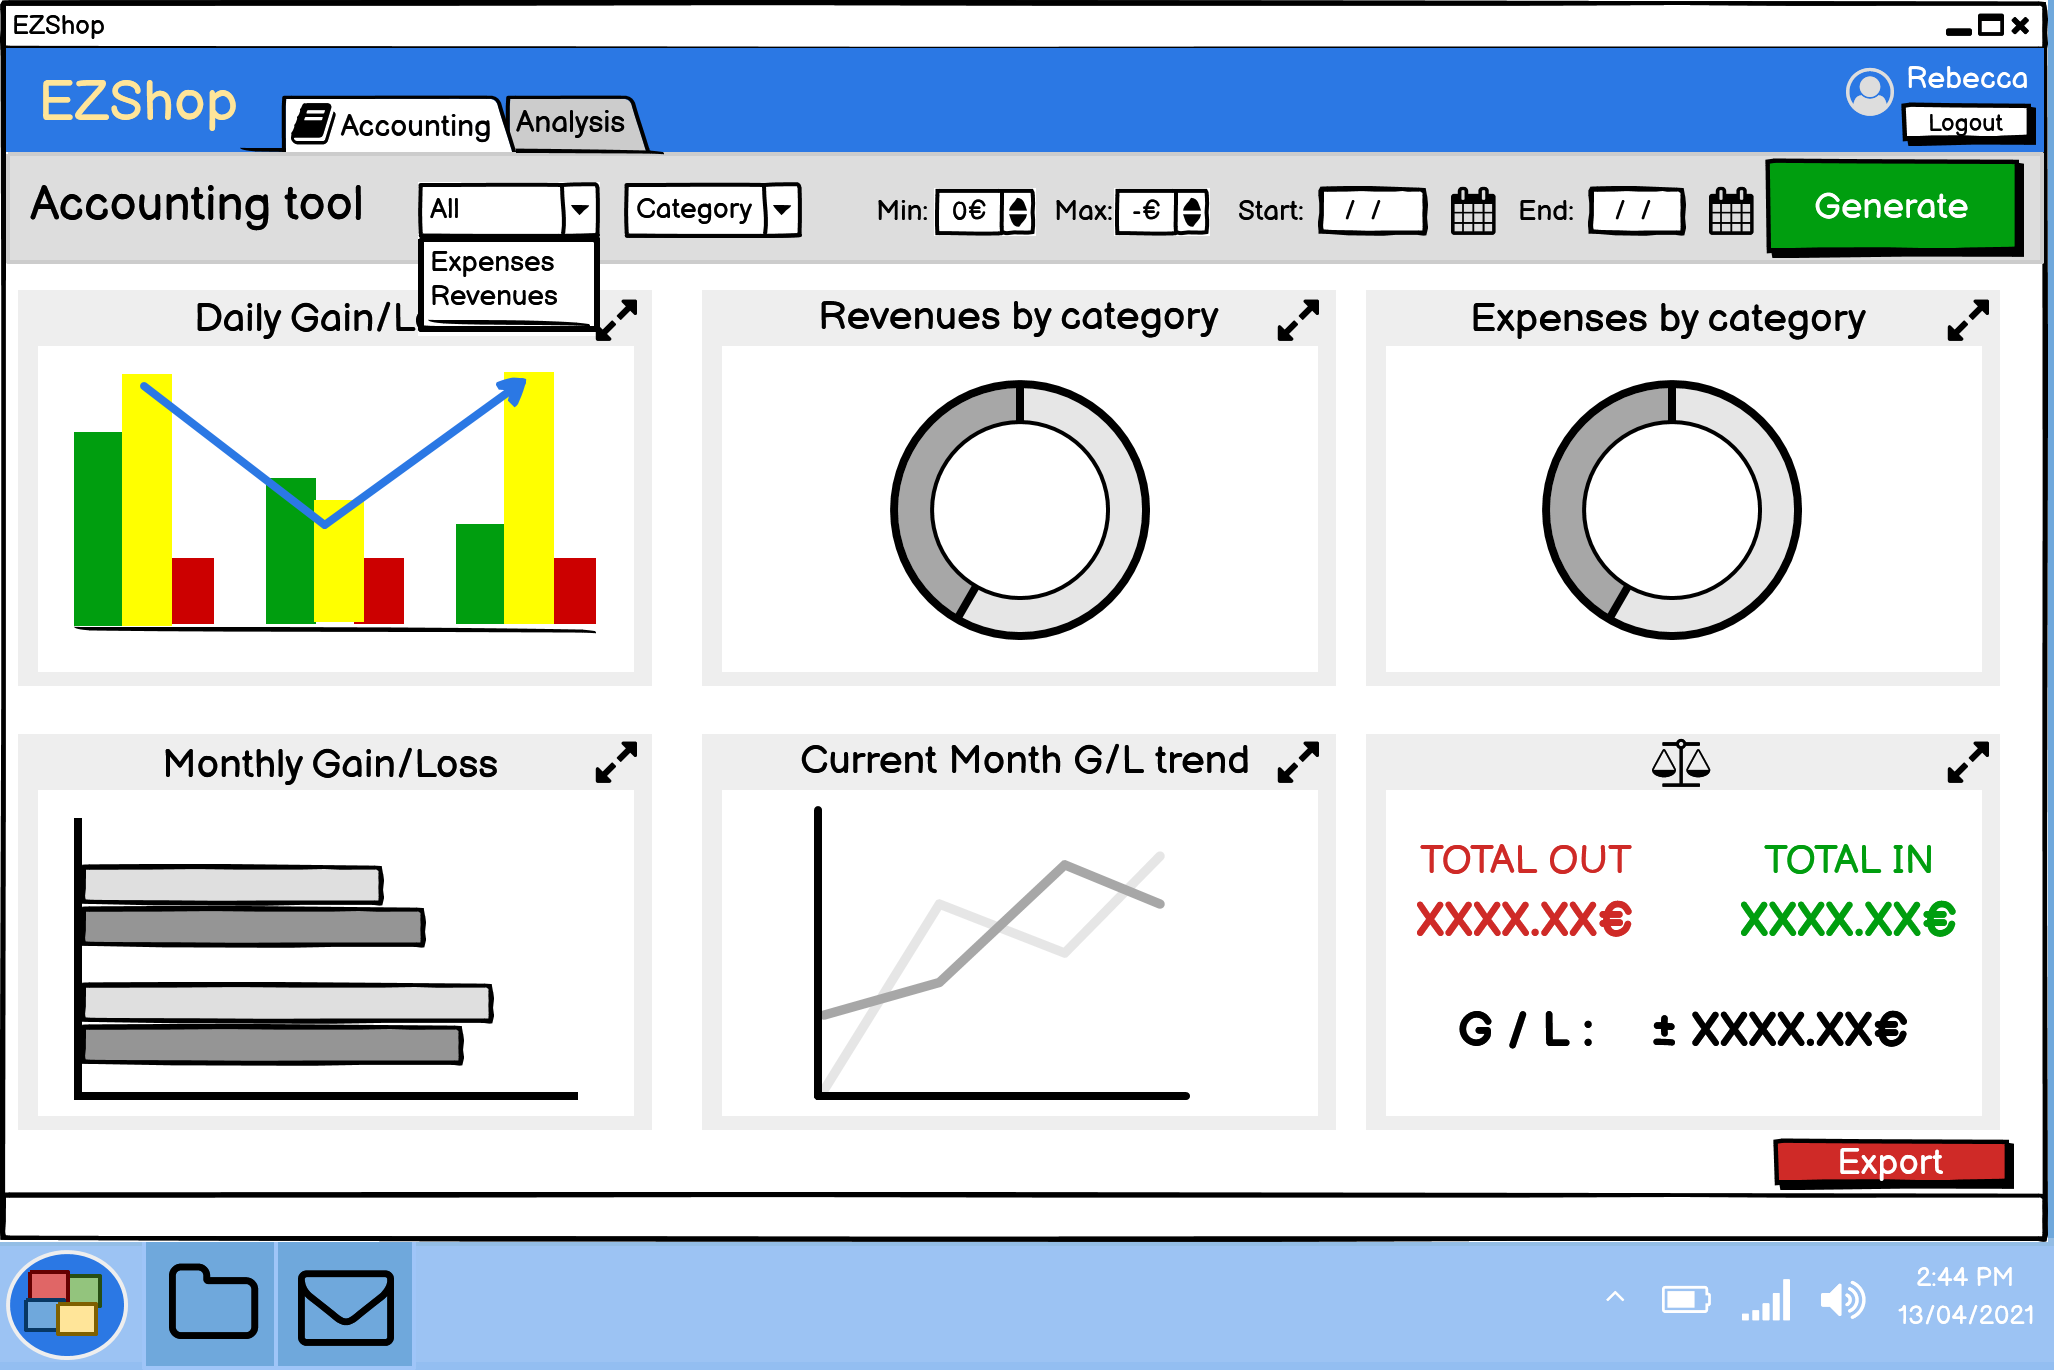 EZShop
EZShop
Accounting
Analysis
Rebecca
Logout
Accounting tool
All
Category
Min: 0€
Max: -€
Start: / /
End: / /
Generate
Expenses
Revenues
Daily Gain/L
Revenues by category
Expenses by category
Monthly Gain/Loss
Current Month G/L trend
TOTAL OUT
TOTAL IN
XXXX.XX€
XXXX.XX€
G / L : ± XXXX.XX€
Export
2:44 PM
13/04/2021